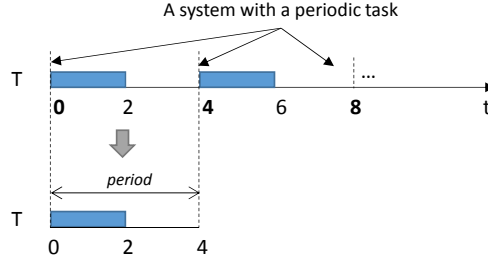 A system with a periodic task
T
...
0 2 4 6 8 t
period
T
0 2 4